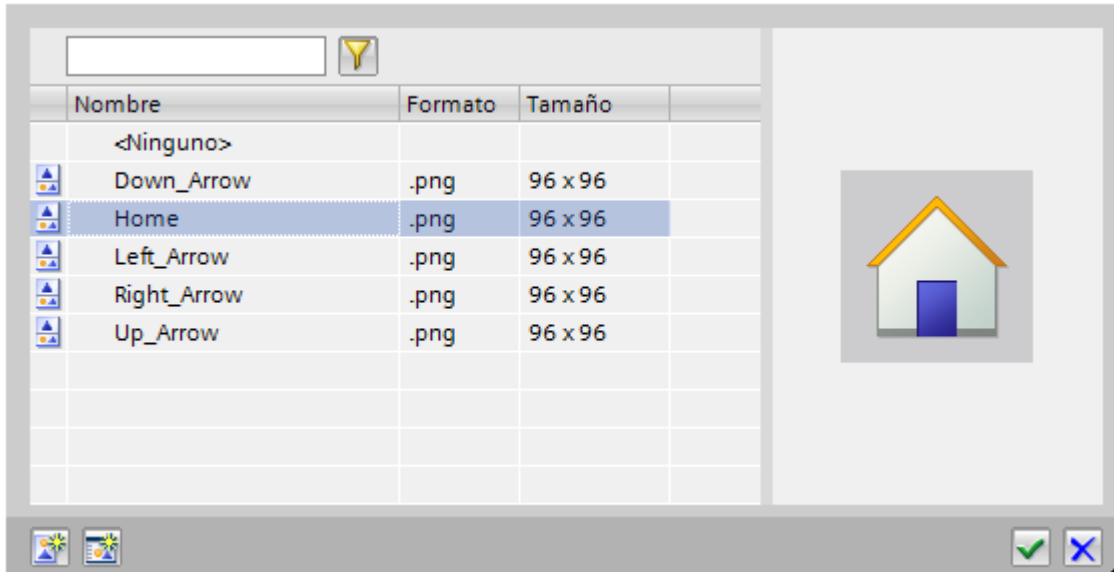 Nombre Formato Tamaño
<Ninguno>
Down_Arrow .png 96 x 96
Home .png 96 x 96
Left_Arrow .png 96 x 96
Right_Arrow .png 96 x 96
Up_Arrow .png 96 x 96